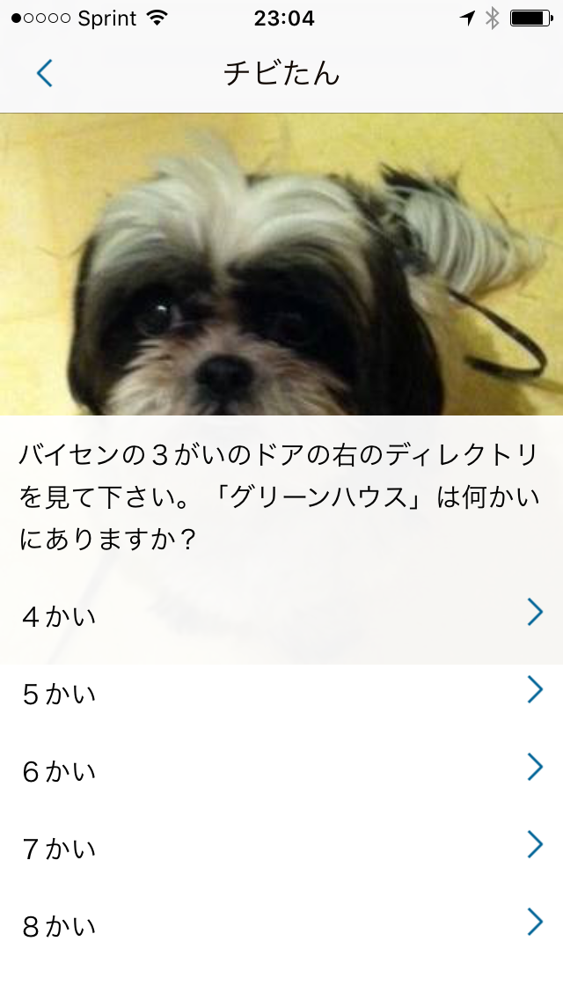 Sprint 23:04
チビたん
バイセンの３がいのドアの右のディレクトリ
を見て下さい。「グリーンハウス」は何かい
にありますか？
４かい
５かい
６かい
７かい
８かい